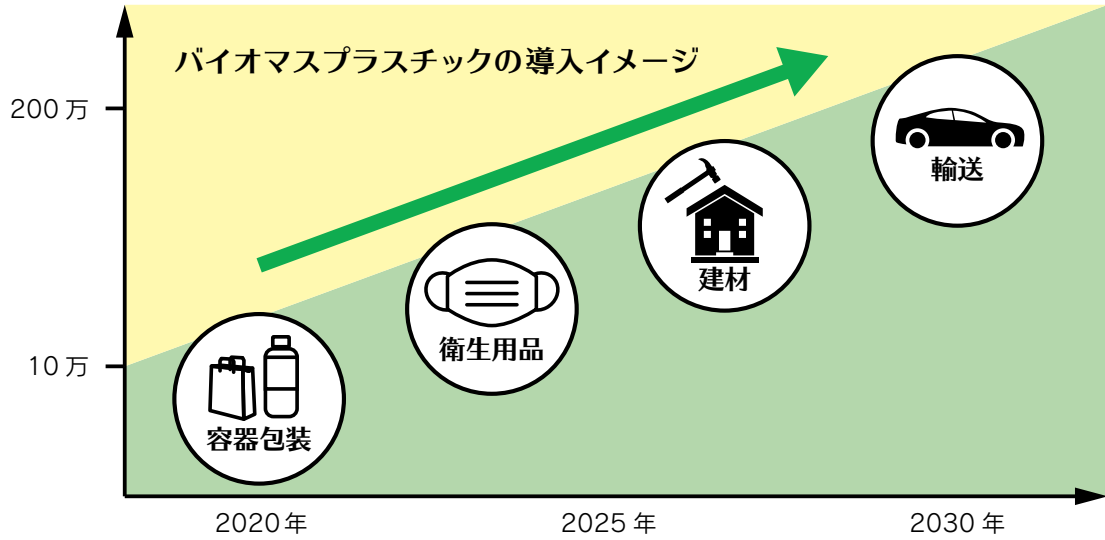 バイオマスプラスチックの導入イメージ
200万
10万
容器包装
衛生用品
建材
輸送
2020年
2025年
2030年